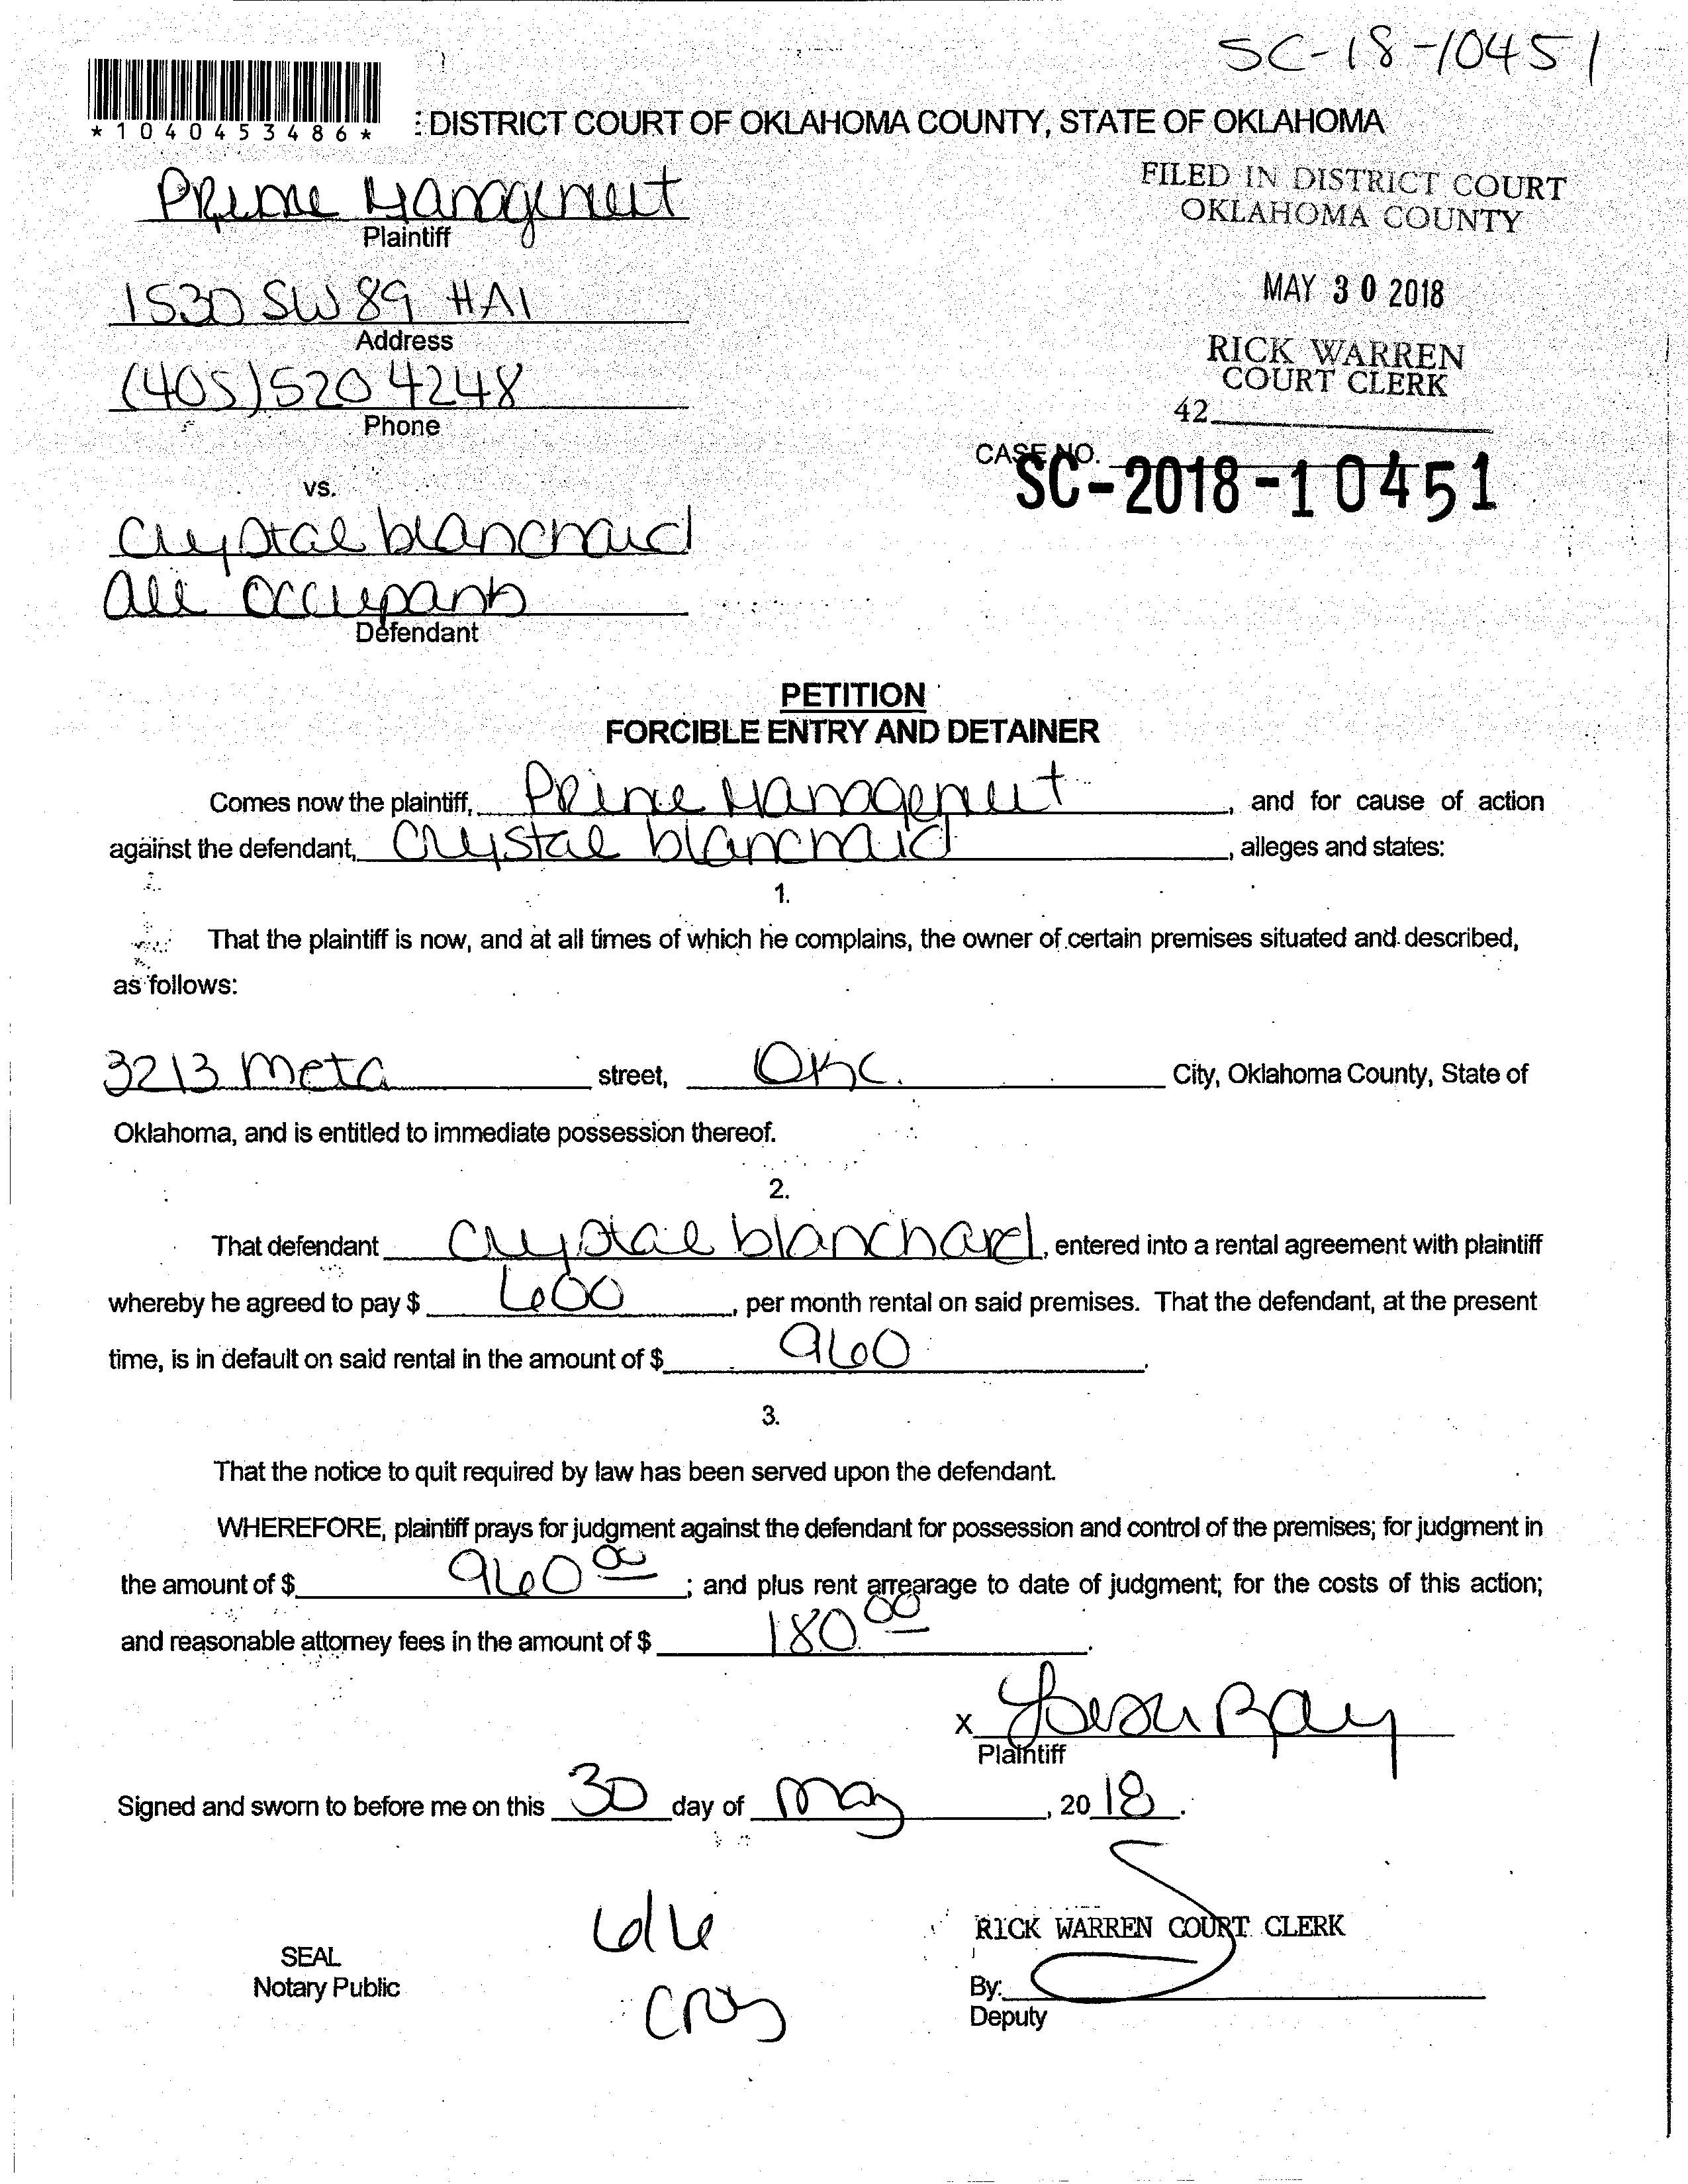 SC-18-10451
*1040453486*
: DISTRICT COURT OF OKLAHOMA COUNTY, STATE OF OKLAHOMA
Prime Management
Plaintiff
FILED IN DISTRICT COURT
OKLAHOMA COUNTY
1530 SW 89 #A1
Address
MAY 30 2018
(405) 520 4248
Phone
RICK WARREN
COURT CLERK
42
CASE NO.
SC-2018-10451
vs.
Crystal blanchard
all occupants
Defendant
PETITION
FORCIBLE ENTRY AND DETAINER
Comes now the plaintiff, Prime Management, and for cause of action
against the defendant, Crystal blanchard, alleges and states:
1.
That the plaintiff is now, and at all times of which he complains, the owner of certain premises situated and described,
as follows:
3213 Meta street, OKC. City, Oklahoma County, State of
Oklahoma, and is entitled to immediate possession thereof.
2.
That defendant Crystal blanchard, entered into a rental agreement with plaintiff
whereby he agreed to pay $ 600, per month rental on said premises. That the defendant, at the present
time, is in default on said rental in the amount of $ 960.
3.
That the notice to quit required by law has been served upon the defendant.
WHEREFORE, plaintiff prays for judgment against the defendant for possession and control of the premises; for judgment in
the amount of $ 960 00; and plus rent arrearage to date of judgment; for the costs of this action;
and reasonable attorney fees in the amount of $ 180 00.
X Ray
Plaintiff
Signed and sworn to before me on this 30 day of May, 2018.
RICK WARREN COURT CLERK
SEAL
Notary Public
By:
Deputy